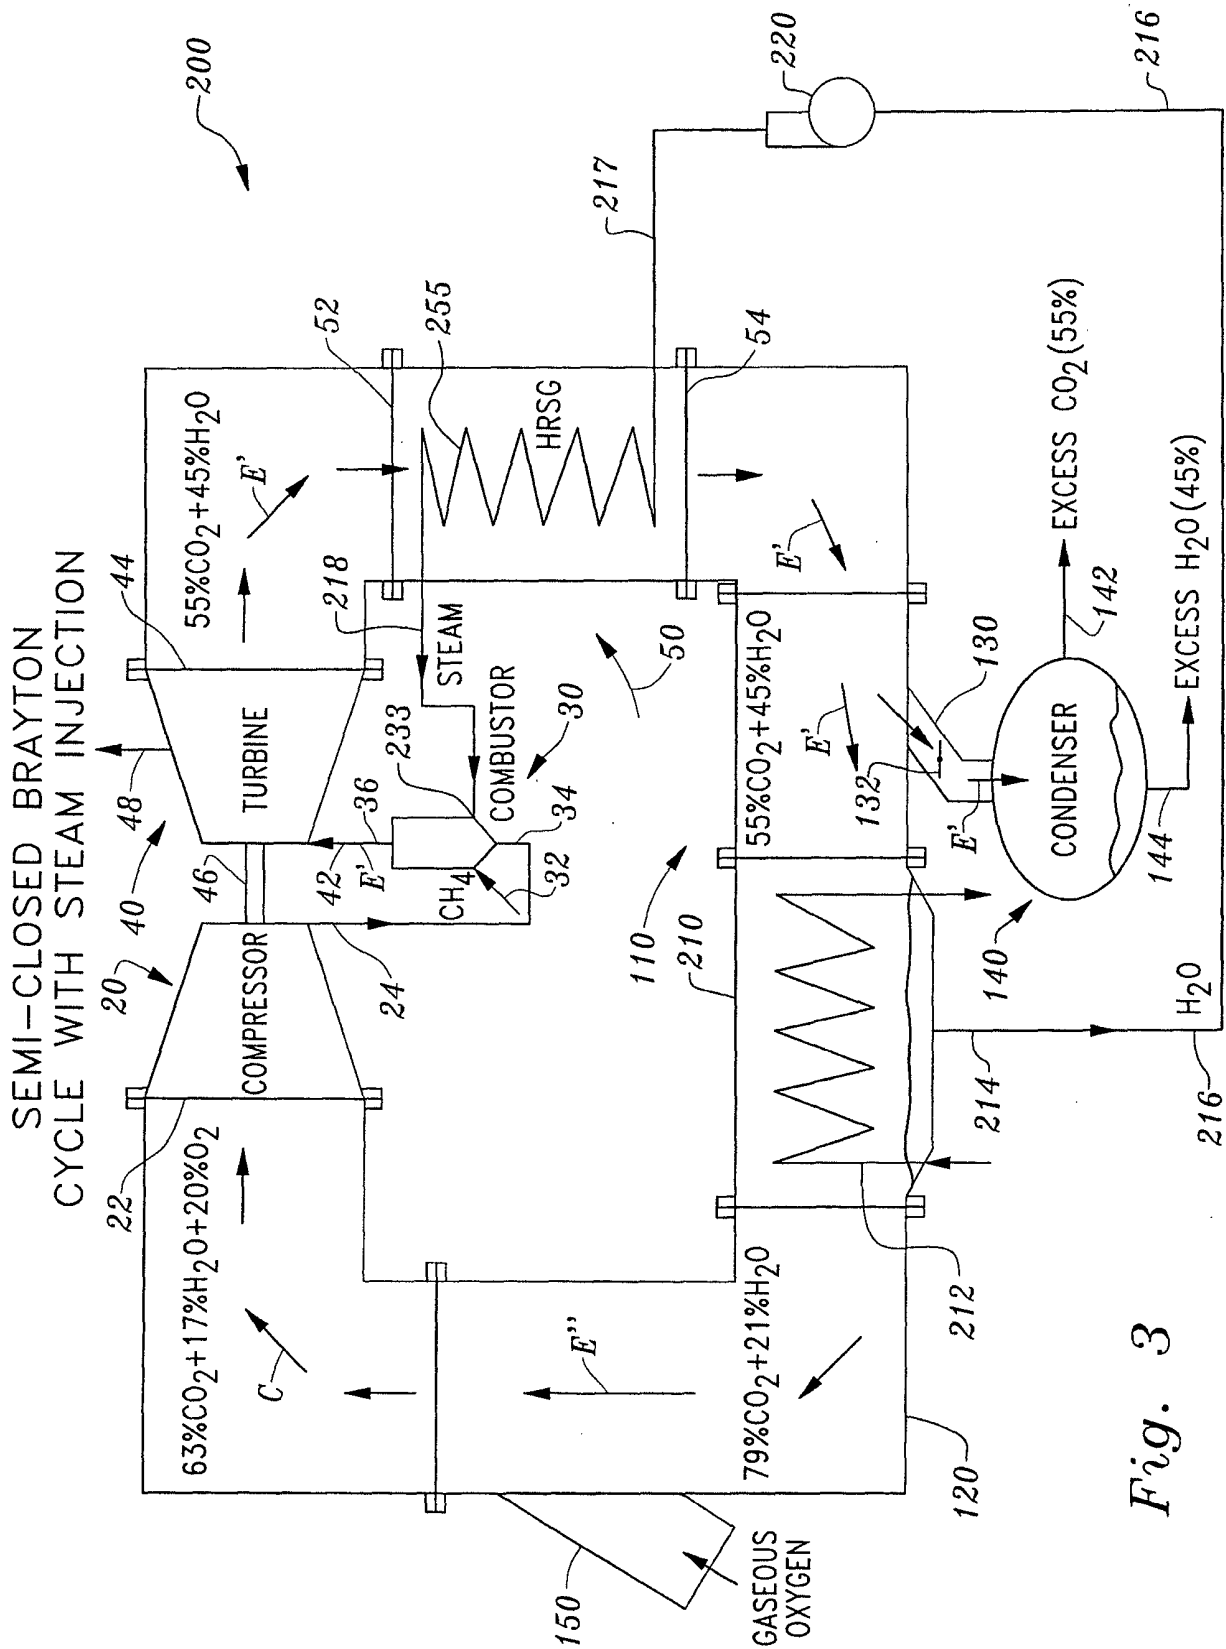 SEMI-CLOSED BRAYTON
CYCLE WITH STEAM INJECTION
200
48
44
52
40
46
20
22
TURBINE
COMPRESSOR
55%CO2+45%H2O
E'
63%CO2+17%H2O+20%O2
C
24
42
E'
36
CH4
32
34
233
COMBUSTOR
30
STEAM
218
255
HRSG
54
217
220
216
50
110
210
E'
55%CO2+45%H2O
E'
132
130
E'
CONDENSER
140
142
EXCESS CO2(55%)
144
EXCESS H2O(45%)
H2O
214
216
212
79%CO2+21%H2O
E''
120
150
GASEOUS
OXYGEN
Fig. 3